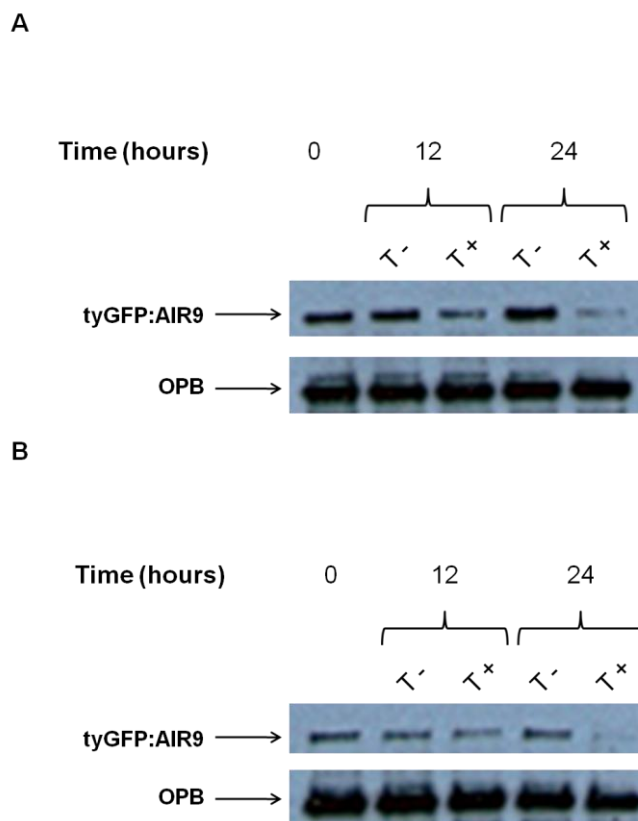 A
Time (hours) 0 12 24
T - T + T - T +
tyGFP:AIR9
OPB
B
Time (hours) 0 12 24
T - T + T - T +
tyGFP:AIR9
OPB